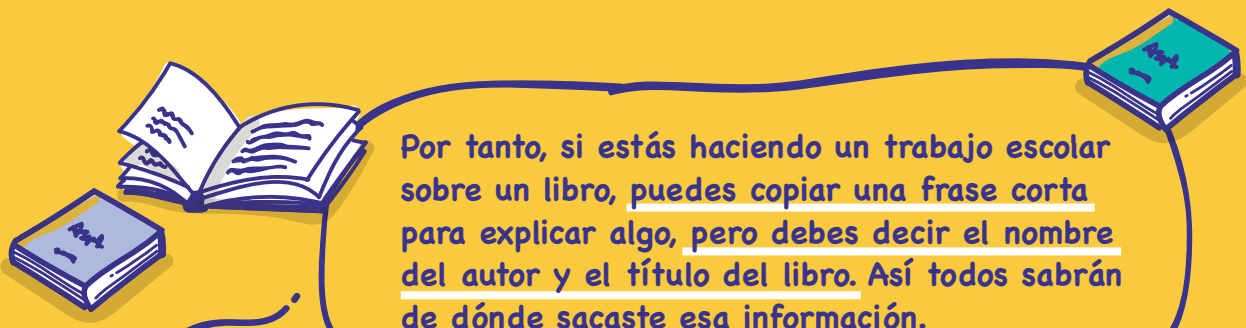 Por tanto, si estás haciendo un trabajo escolar
sobre un libro, puedes copiar una frase corta
para explicar algo, pero debes decir el nombre
del autor y el título del libro. Así todos sabrán
de dónde sacaste esa información.